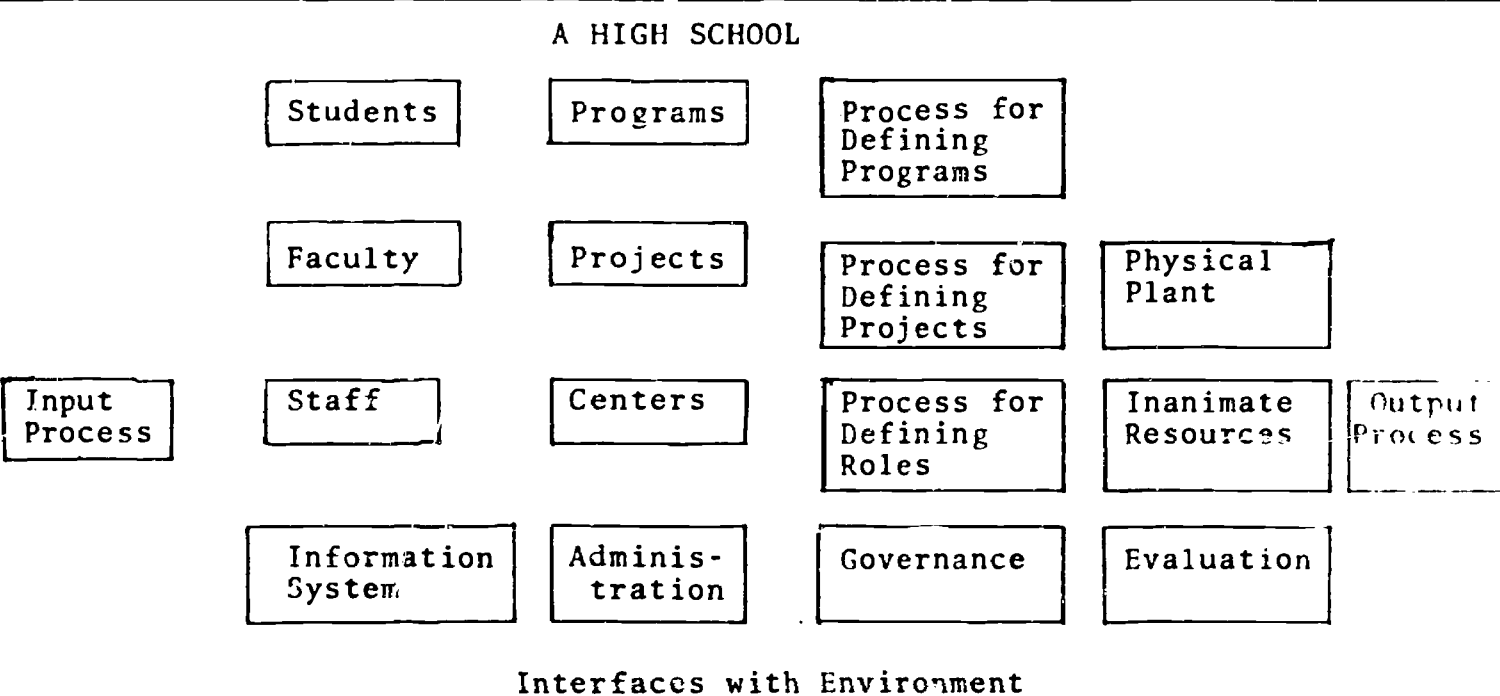 A HIGH SCHOOL
Students
Programs
Process for
Defining
Programs
Faculty
Projects
Process for
Defining
Projects
Physical
Plant
Input
Process
Staff
Centers
Process for
Defining
Roles
Inanimate
Resources
Output
Process
Information
System
Adminis-
tration
Governance
Evaluation
Interfaces with Environment